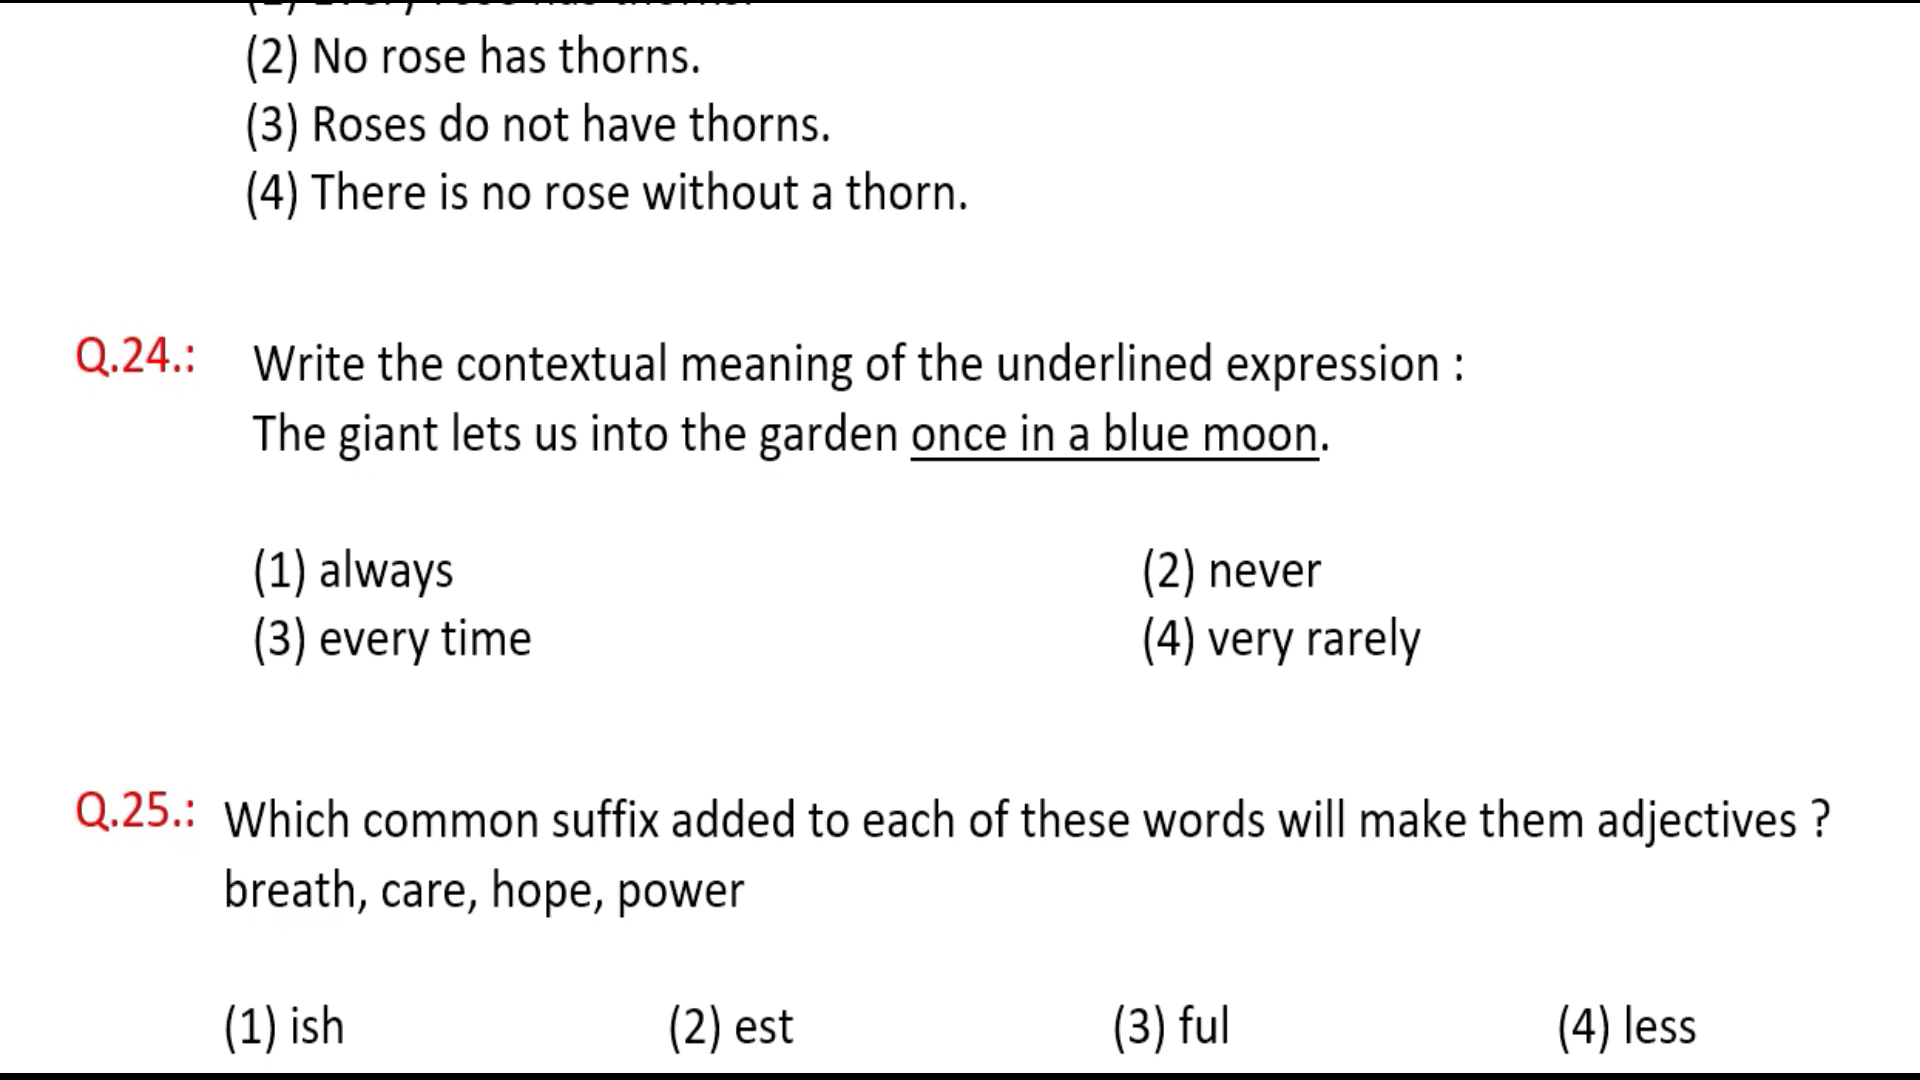 (2) No rose has thorns.
(3) Roses do not have thorns.
(4) There is no rose without a thorn.
Q.24.: Write the contextual meaning of the underlined expression :
The giant lets us into the garden once in a blue moon.
(1) always (2) never
(3) every time (4) very rarely
Q.25.: Which common suffix added to each of these words will make them adjectives ?
breath, care, hope, power
(1) ish (2) est (3) ful (4) less